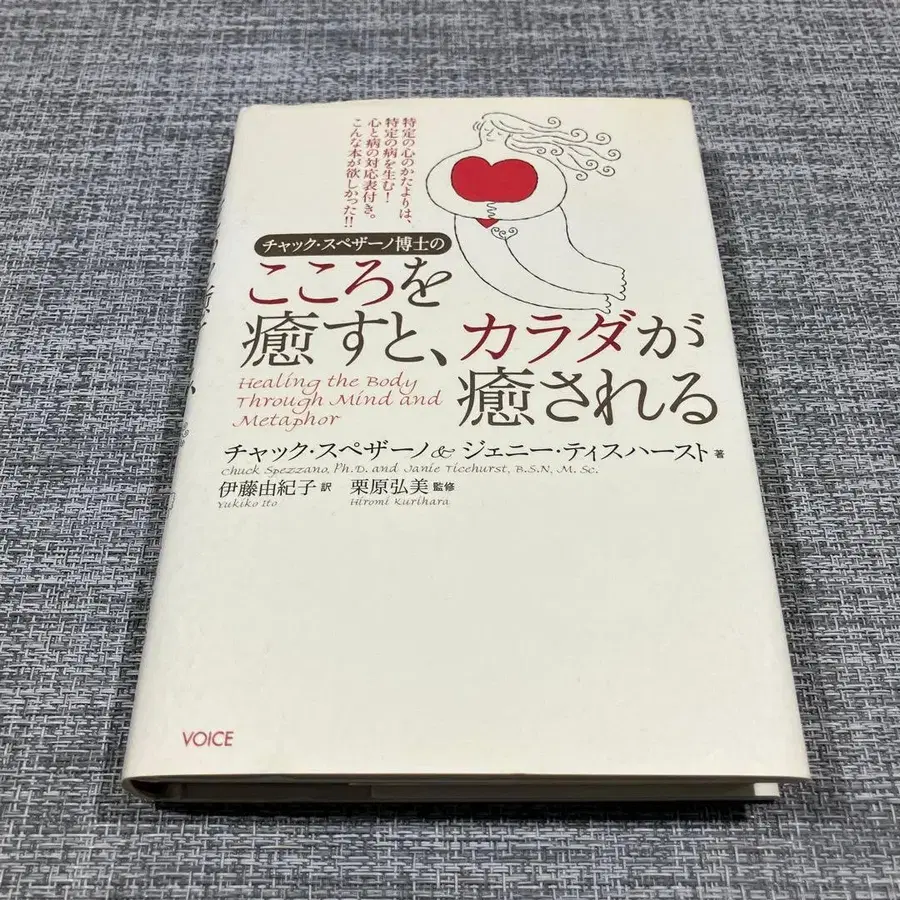 特定の心のかたよりは、
特定の病を生む!
心と病の対応表付き。
こんな本が欲しかった!!
チャック・スペザーノ博士の
こころを
癒すと、カラダが
癒される
Healing the Body
Through Mind and
Metaphor
チャック・スペザーノ&ジェニー・ティスハースト 著
Chuck Spezzano, Ph.D. and Janie Ticehurst, B.S.N, M.Sc.
伊藤由紀子 訳 栗原弘美 監修
Yukiko Ito Hiromi Kurihara
VOICE